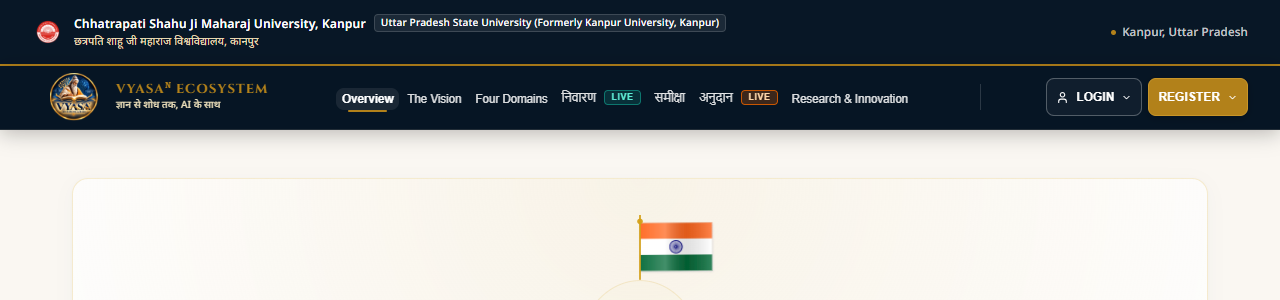 Chhatrapati Shahu Ji Maharaj University, Kanpur
Uttar Pradesh State University (Formerly Kanpur University, Kanpur)
छत्रपति शाहू जी महाराज विश्वविद्यालय, कानपुर
Kanpur, Uttar Pradesh
VYASA
VYASAᴺ ECOSYSTEM
ज्ञान से शोध तक, AI के साथ
Overview The Vision Four Domains निवारण LIVE समीक्षा अनुदान LIVE Research & Innovation
LOGIN
REGISTER